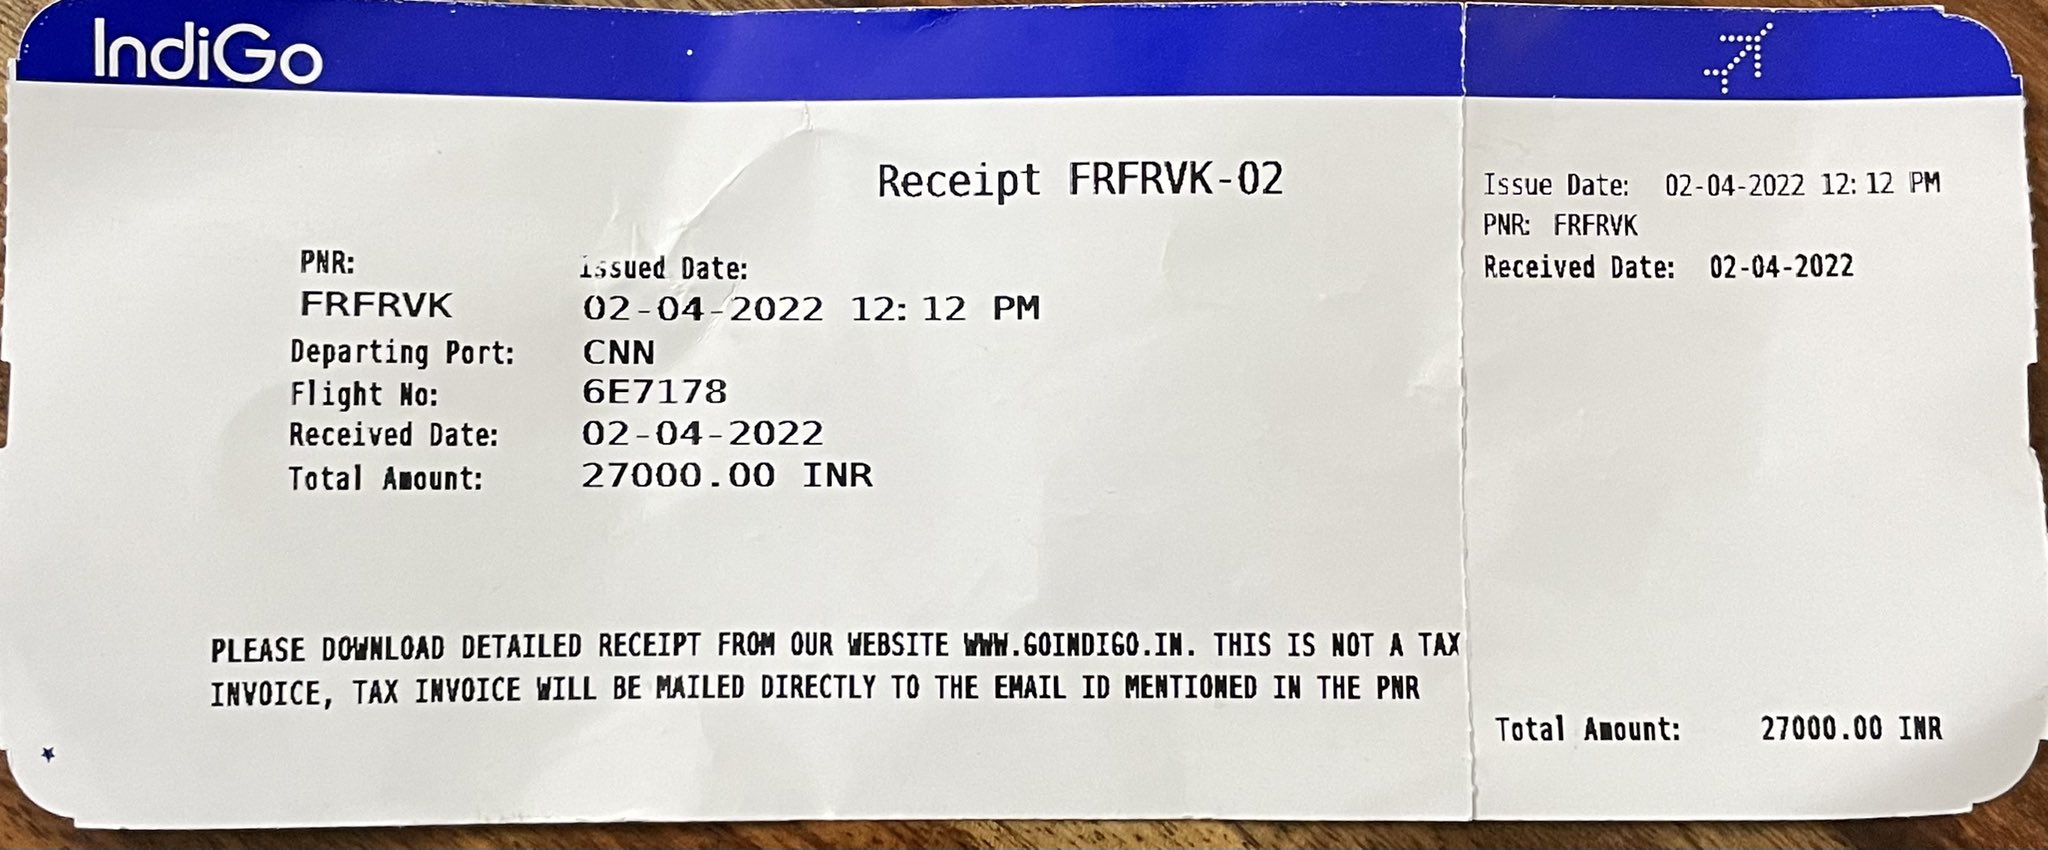 IndiGo
Receipt FRFRVK-02
PNR:
Issued Date:
FRFRVK
02-04-2022 12:12 PM
Departing Port: CNN
Flight No: 6E7178
Received Date: 02-04-2022
Total Amount: 27000.00 INR
PLEASE DOWNLOAD DETAILED RECEIPT FROM OUR WEBSITE WWW.GOINDIGO.IN. THIS IS NOT A TAX
INVOICE, TAX INVOICE WILL BE MAILED DIRECTLY TO THE EMAIL ID MENTIONED IN THE PNR
Issue Date: 02-04-2022 12:12 PM
PNR: FRFRVK
Received Date: 02-04-2022
Total Amount: 27000.00 INR